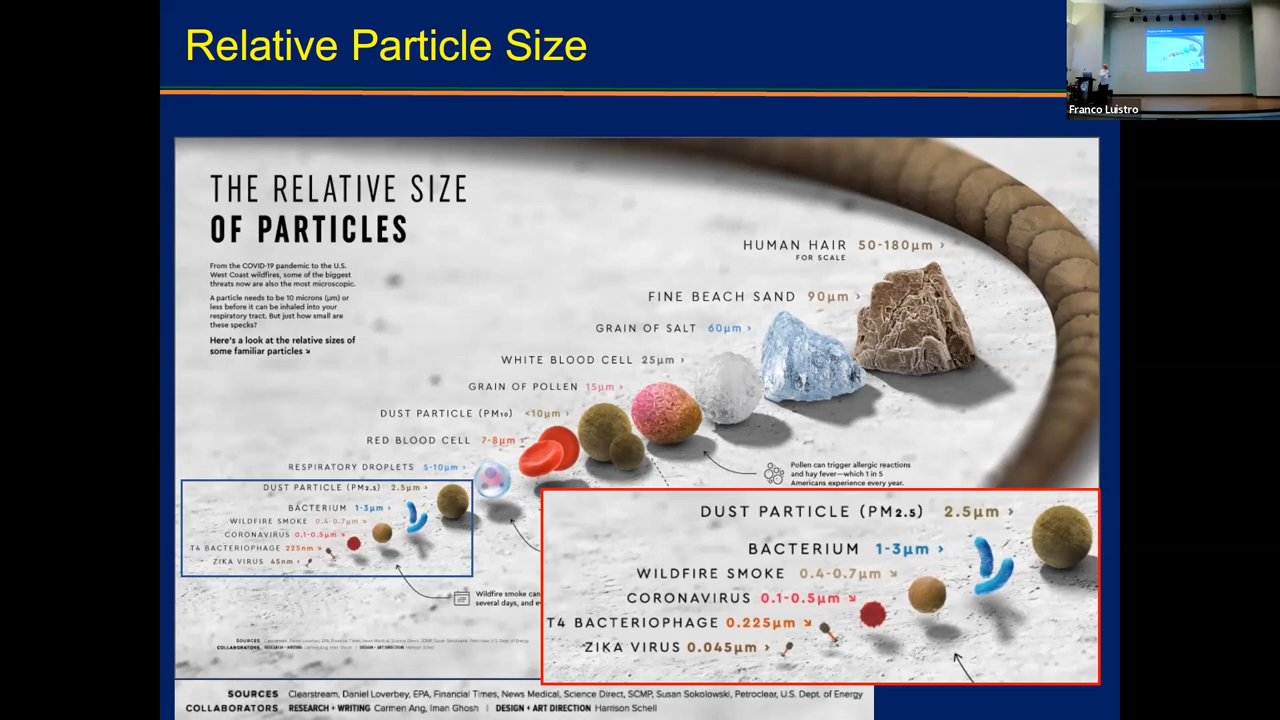 Relative Particle Size
Franco Luistro
THE RELATIVE SIZE
OF PARTICLES
From the COVID-19 pandemic to the U.S.
West Coast wildfires, some of the biggest
threats now are also the most microscopic.
A particle needs to be 10 microns (μm) or
less before it can be inhaled into your
respiratory tract. But just how small are
these specks?
Here's a look at the relative sizes of
some familiar particles ↘
HUMAN HAIR 50-180μm ›
FOR SCALE
FINE BEACH SAND 90μm ›
GRAIN OF SALT 60μm ›
WHITE BLOOD CELL 25μm ›
GRAIN OF POLLEN 15μm ›
DUST PARTICLE (PM₁₀) <10μm ›
RED BLOOD CELL 7-8μm ›
RESPIRATORY DROPLETS 5-10μm ›
DUST PARTICLE (PM2.5) 2.5μm ›
BACTERIUM 1-3μm ›
WILDFIRE SMOKE 0.4-0.7μm ↘
CORONAVIRUS 0.1-0.5μm ↘
T4 BACTERIOPHAGE 225nm ↘
ZIKA VIRUS 45nm ›
Pollen can trigger allergic reactions
and hay fever—which 1 in 5
Americans experience every year.
Wildfire smoke can
several days, and
DUST PARTICLE (PM2.5) 2.5μm ›
BACTERIUM 1-3μm ›
WILDFIRE SMOKE 0.4-0.7μm ↘
CORONAVIRUS 0.1-0.5μm ↘
T4 BACTERIOPHAGE 0.225μm ↘
ZIKA VIRUS 0.045μm ›
SOURCES Clearstream, Daniel Loverbey, EPA, Financial Times, News Medical, Science Direct, SCMP, Susan Sokolowski, Petroclear, U.S. Dept. of Energy
COLLABORATORS RESEARCH + WRITING Carmen Ang, Iman Ghosh | DESIGN + ART DIRECTION Harrison Schell